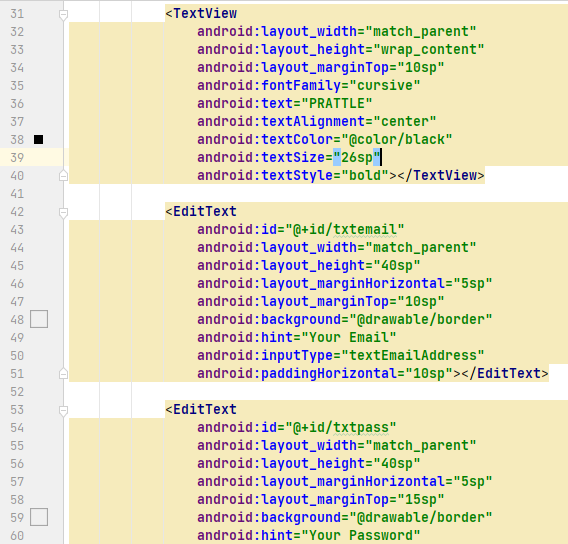 31 <TextView
32 android:layout_width="match_parent"
33 android:layout_height="wrap_content"
34 android:layout_marginTop="10sp"
35 android:fontFamily="cursive"
36 android:text="PRATTLE"
37 android:textAlignment="center"
38 android:textColor="@color/black"
39 android:textSize="26sp"
40 android:textStyle="bold"></TextView>
41
42 <EditText
43 android:id="@+id/txtemail"
44 android:layout_width="match_parent"
45 android:layout_height="40sp"
46 android:layout_marginHorizontal="5sp"
47 android:layout_marginTop="10sp"
48 android:background="@drawable/border"
49 android:hint="Your Email"
50 android:inputType="textEmailAddress"
51 android:paddingHorizontal="10sp"></EditText>
52
53 <EditText
54 android:id="@+id/txtpass"
55 android:layout_width="match_parent"
56 android:layout_height="40sp"
57 android:layout_marginHorizontal="5sp"
58 android:layout_marginTop="15sp"
59 android:background="@drawable/border"
60 android:hint="Your Password"